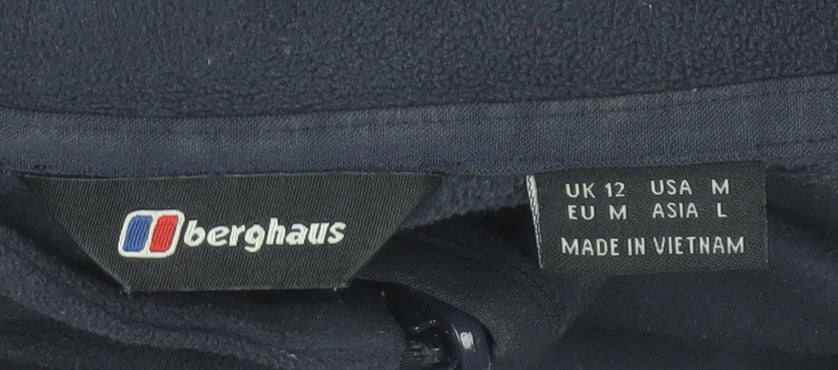 berghaus
UK 12 USA M
EU M ASIA L
MADE IN VIETNAM